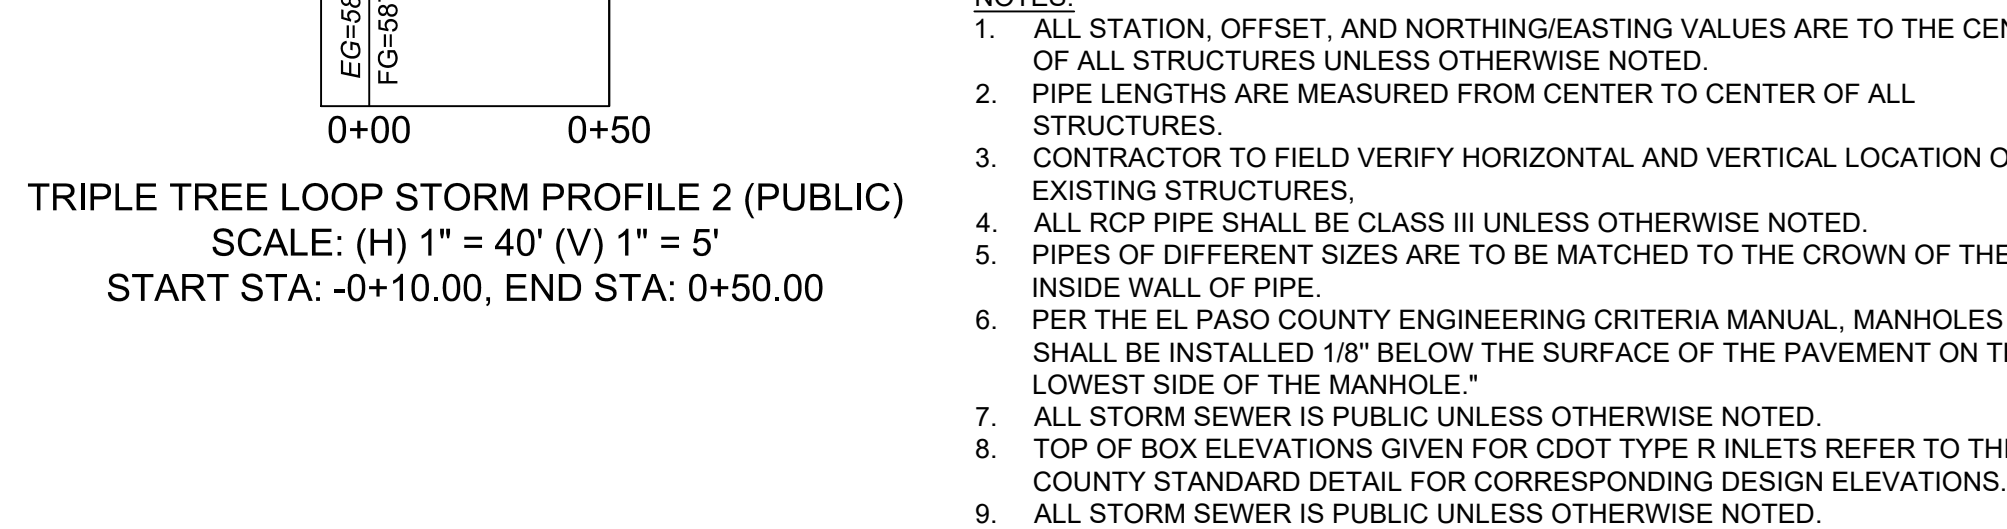 EG=58
FG=58
0+00 0+50
TRIPLE TREE LOOP STORM PROFILE 2 (PUBLIC)
SCALE: (H) 1" = 40' (V) 1" = 5'
START STA: -0+10.00, END STA: 0+50.00
NOTES:
1. ALL STATION, OFFSET, AND NORTHING/EASTING VALUES ARE TO THE
OF ALL STRUCTURES UNLESS OTHERWISE NOTED.
2. PIPE LENGTHS ARE MEASURED FROM CENTER TO CENTER OF ALL
STRUCTURES.
3. CONTRACTOR TO FIELD VERIFY HORIZONTAL AND VERTICAL LOCATION
EXISTING STRUCTURES,
4. ALL RCP PIPE SHALL BE CLASS III UNLESS OTHERWISE NOTED.
5. PIPES OF DIFFERENT SIZES ARE TO BE MATCHED TO THE CROWN OF THE
INSIDE WALL OF PIPE.
6. PER THE EL PASO COUNTY ENGINEERING CRITERIA MANUAL, MANHOLES
SHALL BE INSTALLED 1/8" BELOW THE SURFACE OF THE PAVEMENT ON
LOWEST SIDE OF THE MANHOLE."
7. ALL STORM SEWER IS PUBLIC UNLESS OTHERWISE NOTED.
8. TOP OF BOX ELEVATIONS GIVEN FOR CDOT TYPE R INLETS REFER TO
COUNTY STANDARD DETAIL FOR CORRESPONDING DESIGN ELEVATIONS.
9. ALL STORM SEWER IS PUBLIC UNLESS OTHERWISE NOTED.